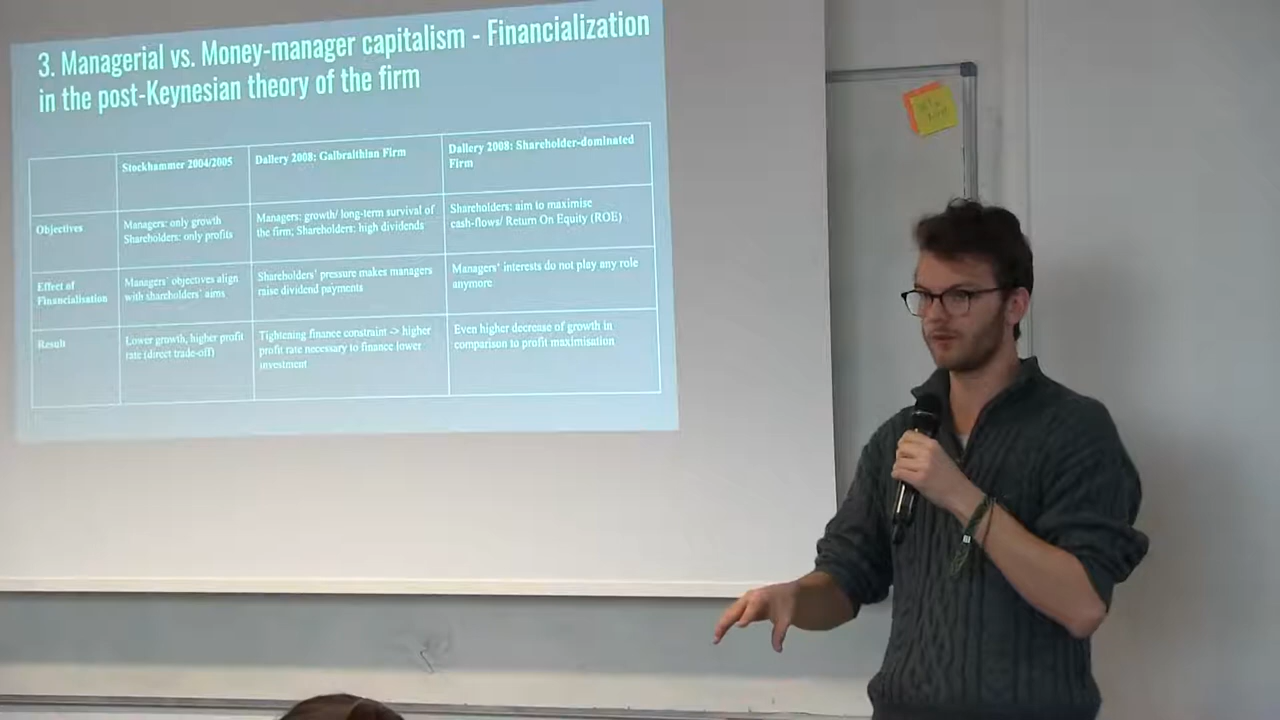 3. Managerial vs. Money-manager capitalism - Financialization
in the post-Keynesian theory of the firm
Stockhammer 2004/2005
Dallery 2008: Galbraithian Firm
Dallery 2008: Shareholder-dominated
Firm
Objectives
Managers: only growth
Shareholders: only profits
Managers: growth/ long-term survival of
the firm; Shareholders: high dividends
Shareholders: aim to maximise
cash-flows/ Return On Equity (ROE)
Effect of
Financialisation
Managers' objectives align
with shareholders' aims
Shareholders' pressure makes managers
raise dividend payments
Managers' interests do not play any role
anymore
Result
Lower growth, higher profit
rate (direct trade-off)
Tightening finance constraint -> higher
profit rate necessary to finance lower
investment
Even higher decrease of growth in
comparison to profit maximisation